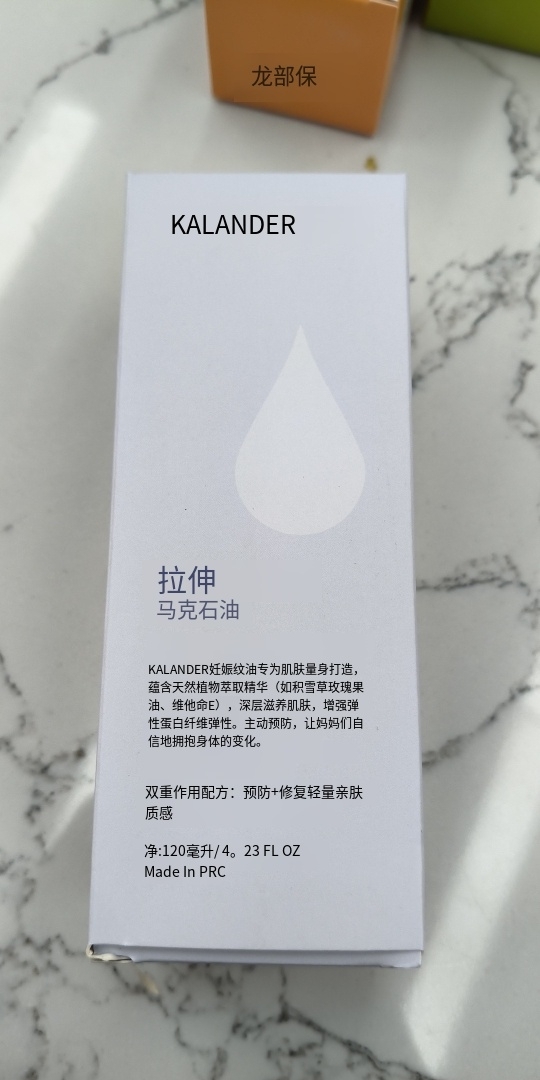 龙部保
KALANDER
拉伸
马克石油
KALANDER妊娠纹油专为肌肤量身打造，
蕴含天然植物萃取精华（如积雪草玫瑰果
油、维他命E），深层滋养肌肤，增强弹
性蛋白纤维弹性。主动预防，让妈妈们自
信地拥抱身体的变化。
双重作用配方：预防+修复轻量亲肤
质感
净:120毫升/4。23 FL OZ
Made In PRC